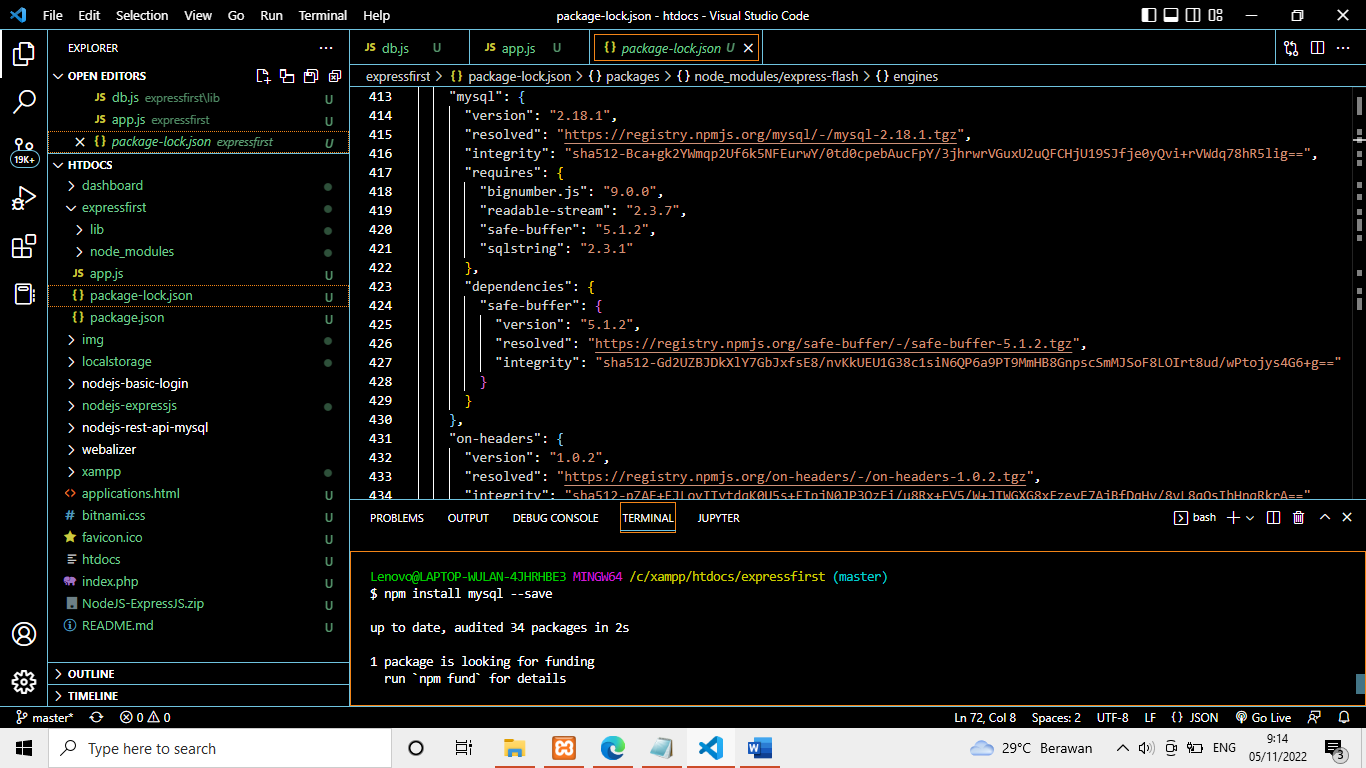 File Edit Selection View Go Run Terminal Help package-lock.json - htdocs - Visual Studio Code
EXPLORER
OPEN EDITORS
JS db.js expressfirst\lib U
JS app.js expressfirst U
{} package-lock.json expressfirst U
HTDOCS
dashboard
expressfirst
lib
node_modules
JS app.js U
{} package-lock.json U
{} package.json U
img
localstorage
nodejs-basic-login
nodejs-expressjs
nodejs-rest-api-mysql
webalizer
xampp
applications.html U
# bitnami.css U
favicon.ico U
htdocs U
index.php U
NodeJS-ExpressJS.zip U
README.md U
OUTLINE
TIMELINE
19K+
JS db.js U JS app.js U {} package-lock.json U
expressfirst > {} package-lock.json > {} packages > {} node_modules/express-flash > {} engines
413 "mysql": {
414 "version": "2.18.1",
415 "resolved": "https://registry.npmjs.org/mysql/-/mysql-2.18.1.tgz",
416 "integrity": "sha512-Bca+gk2YWmqp2Uf6k5NFEurwY/0td0cpebAucFpY/3jhrwrVGuxU2uQFCHjU19SJfje0yQvi+rVWdq78hR5lig==",
417 "requires": {
418 "bignumber.js": "9.0.0",
419 "readable-stream": "2.3.7",
420 "safe-buffer": "5.1.2",
421 "sqlstring": "2.3.1"
422 },
423 "dependencies": {
424 "safe-buffer": {
425 "version": "5.1.2",
426 "resolved": "https://registry.npmjs.org/safe-buffer/-/safe-buffer-5.1.2.tgz",
427 "integrity": "sha512-Gd2UZBJDkXlY7GbJxfsE8/nvKkUEU1G38c1siN6QP6a9PT9MmHB8GnpscSmMJSoF8LOIrt8ud/wPtojys4G6+g=="
428 }
429 }
430 },
431 "on-headers": {
432 "version": "1.0.2",
433 "resolved": "https://registry.npmjs.org/on-headers/-/on-headers-1.0.2.tgz",
434 "integrity":
PROBLEMS OUTPUT DEBUG CONSOLE TERMINAL JUPYTER bash
Lenovo@LAPTOP-WULAN-4JHRHBE3 MINGW64 /c/xampp/htdocs/expressfirst (master)
$ npm install mysql --save
up to date, audited 34 packages in 2s
1 package is looking for funding
run `npm fund` for details
master* 0 0 Ln 72, Col 8 Spaces: 2 UTF-8 LF {} JSON Go Live
Type here to search 29°C Berawan ENG 9:14
05/11/2022 3